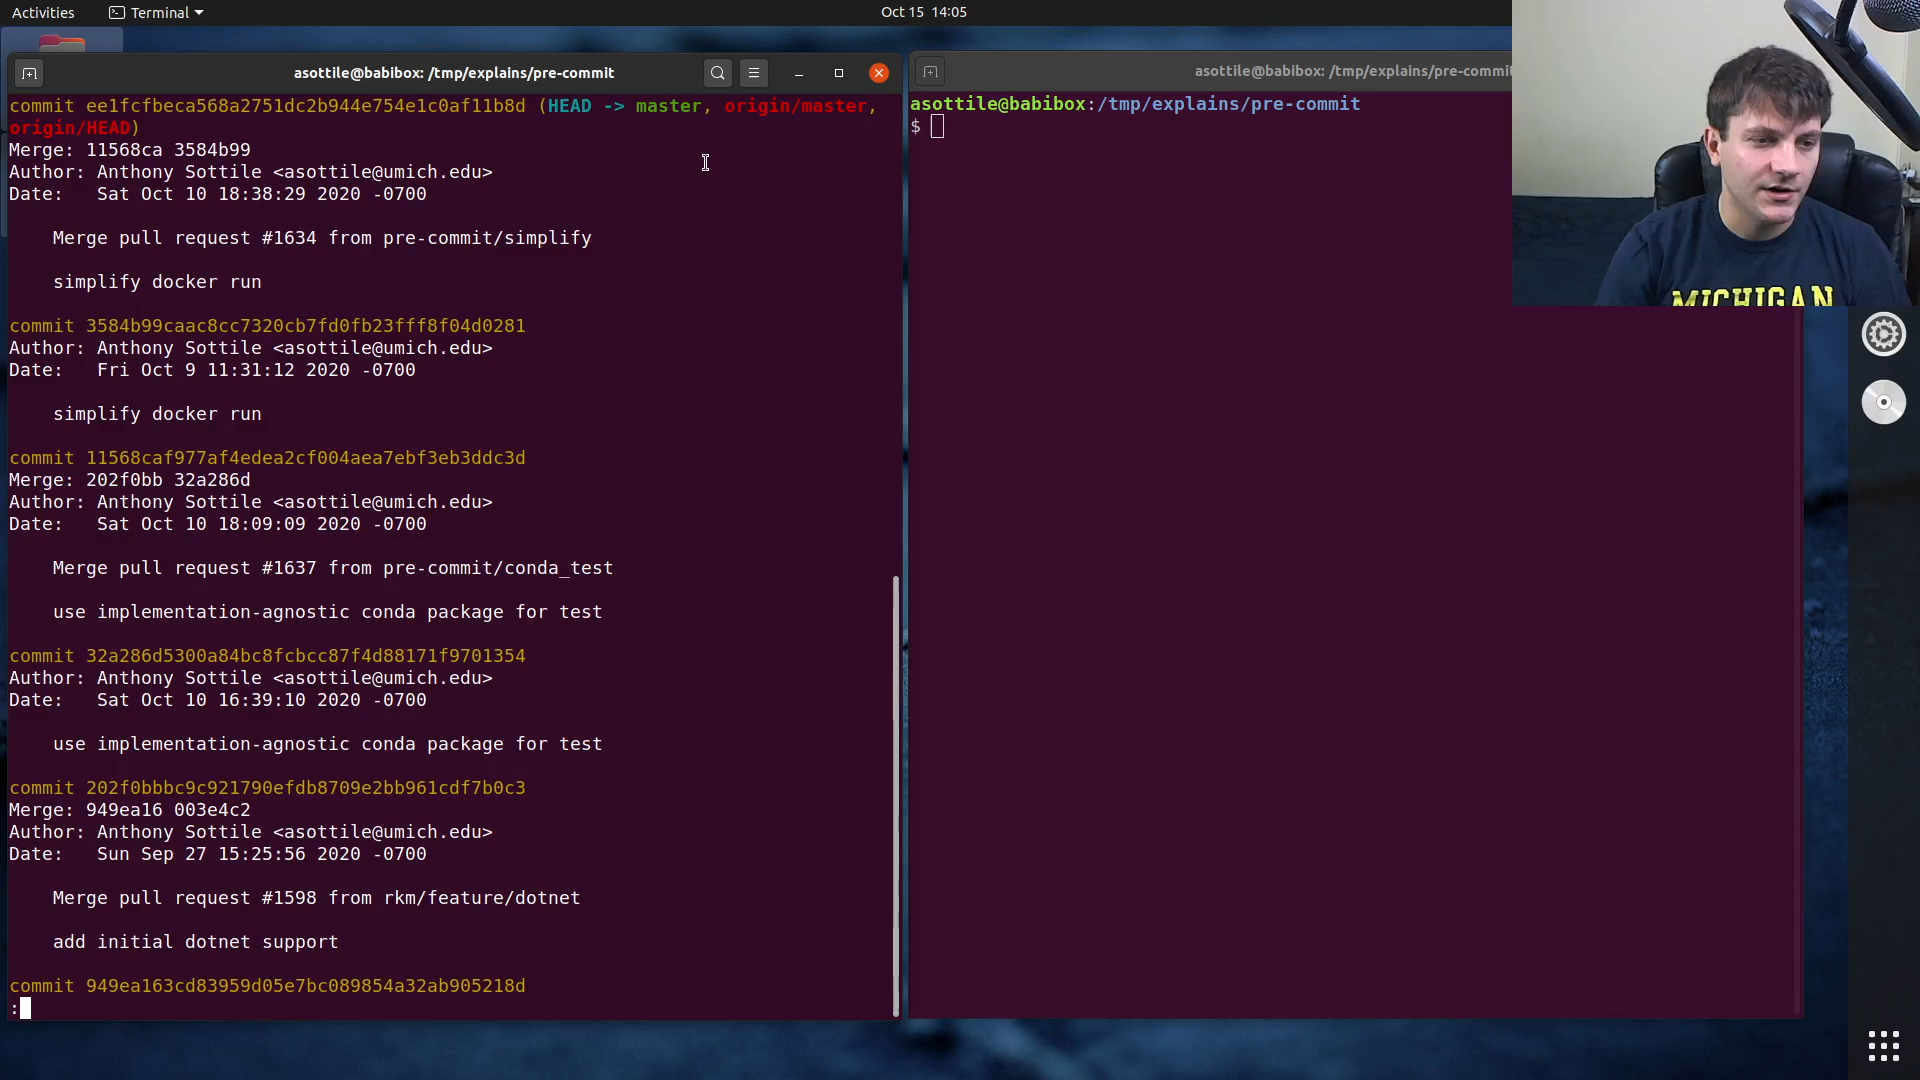 Activities
Terminal
Oct 15 14:05
asottile@babibox: /tmp/explains/pre-commit
commit ee1fcfbeca568a2751dc2b944e754e1c0af11b8d (HEAD -> master, origin/master,
origin/HEAD)
Merge: 11568ca 3584b99
Author: Anthony Sottile <asottile@umich.edu>
Date:   Sat Oct 10 18:38:29 2020 -0700
Merge pull request #1634 from pre-commit/simplify
simplify docker run
commit 3584b99caac8cc7320cb7fd0fb23fff8f04d0281
Author: Anthony Sottile <asottile@umich.edu>
Date:   Fri Oct 9 11:31:12 2020 -0700
simplify docker run
commit 11568caf977af4edea2cf004aea7ebf3eb3ddc3d
Merge: 202f0bb 32a286d
Author: Anthony Sottile <asottile@umich.edu>
Date:   Sat Oct 10 18:09:09 2020 -0700
Merge pull request #1637 from pre-commit/conda_test
use implementation-agnostic conda package for test
commit 32a286d5300a84bc8fcbcc87f4d88171f9701354
Author: Anthony Sottile <asottile@umich.edu>
Date:   Sat Oct 10 16:39:10 2020 -0700
use implementation-agnostic conda package for test
commit 202f0bbbc9c921790efdb8709e2bb961cdf7b0c3
Merge: 949ea16 003e4c2
Author: Anthony Sottile <asottile@umich.edu>
Date:   Sun Sep 27 15:25:56 2020 -0700
Merge pull request #1598 from rkm/feature/dotnet
add initial dotnet support
commit 949ea163cd83959d05e7bc089854a32ab905218d
:
asottile@babibox: /tmp/explains/pre-commit
asottile@babibox:/tmp/explains/pre-commit
$
MICHIGAN